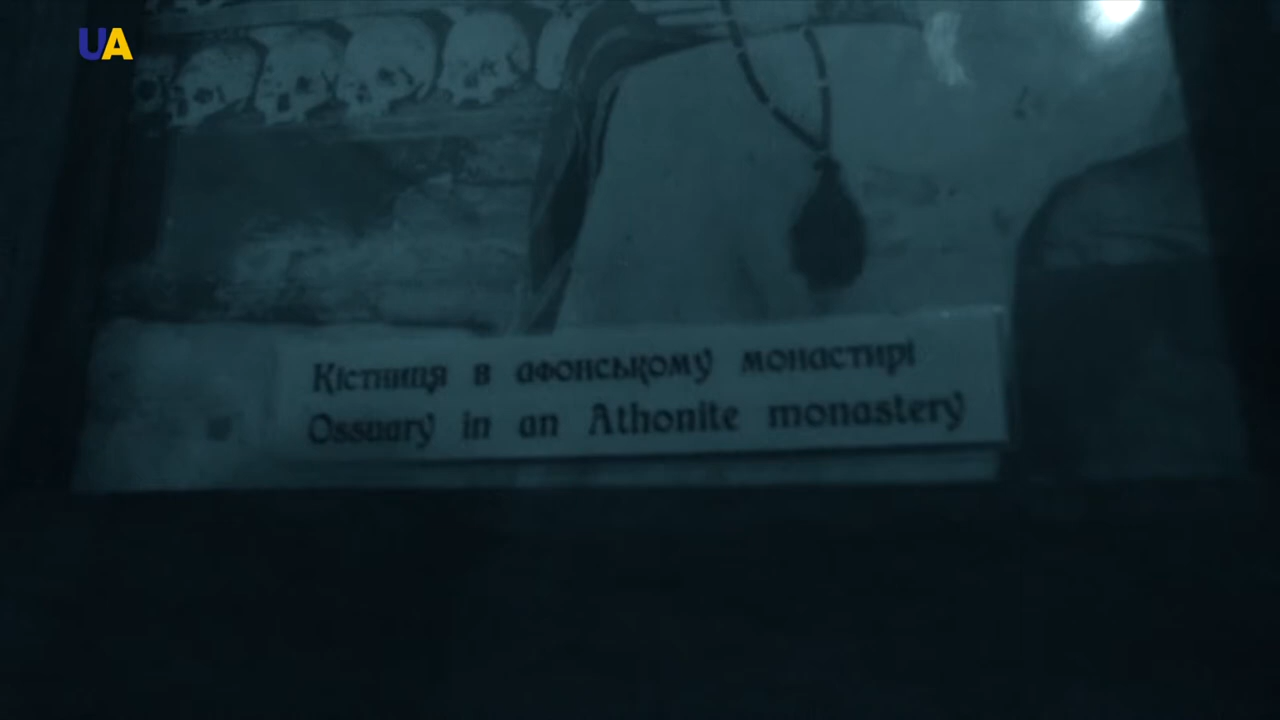 UA
Кістниця в афонському монастирі
Ossuary in an Athonite monastery